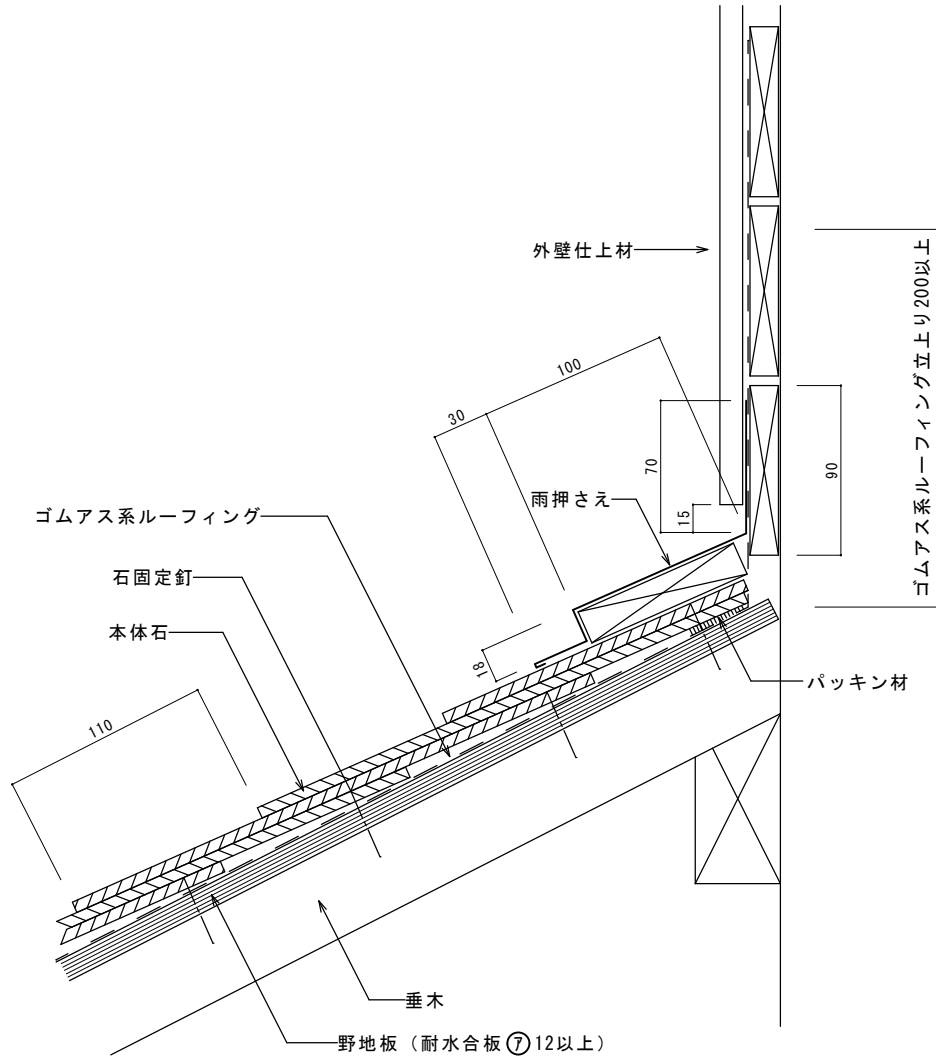 外壁仕上材
ゴムアス系ルーフィング立上り200以上
100
30
70
90
15
雨押さえ
ゴムアス系ルーフィング
石固定釘
本体石
18
パッキン材
110
垂木
野地板（耐水合板⑦12以上）